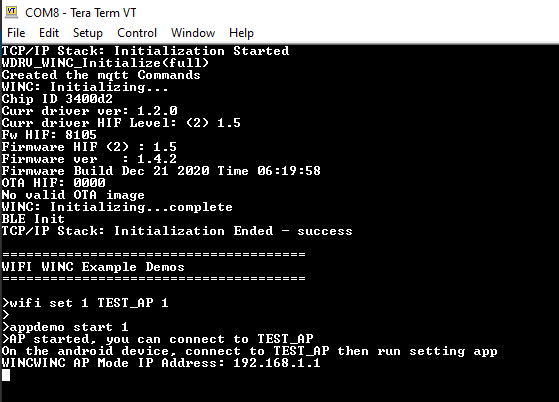 COM8 - Tera Term VT
File Edit Setup Control Window Help
TCP/IP Stack: Initialization Started
WDRV_WINC_Initialize(full)
Created the mqtt Commands
WINC: Initializing...
Chip ID 3400d2
Curr driver ver: 1.2.0
Curr driver HIF Level: (2) 1.5
Fw HIF: 8105
Firmware HIF (2) : 1.5
Firmware ver   : 1.4.2
Firmware Build Dec 21 2020 Time 06:19:58
OTA HIF: 0000
No valid OTA image
WINC: Initializing...complete
BLE Init
TCP/IP Stack: Initialization Ended - success
======================================
WIFI WINC Example Demos
======================================
>wifi set 1 TEST_AP 1
>
>appdemo start 1
>AP started, you can connect to TEST_AP
On the android device, connect to TEST_AP then run setting app
WINCWINC AP Mode IP Address: 192.168.1.1